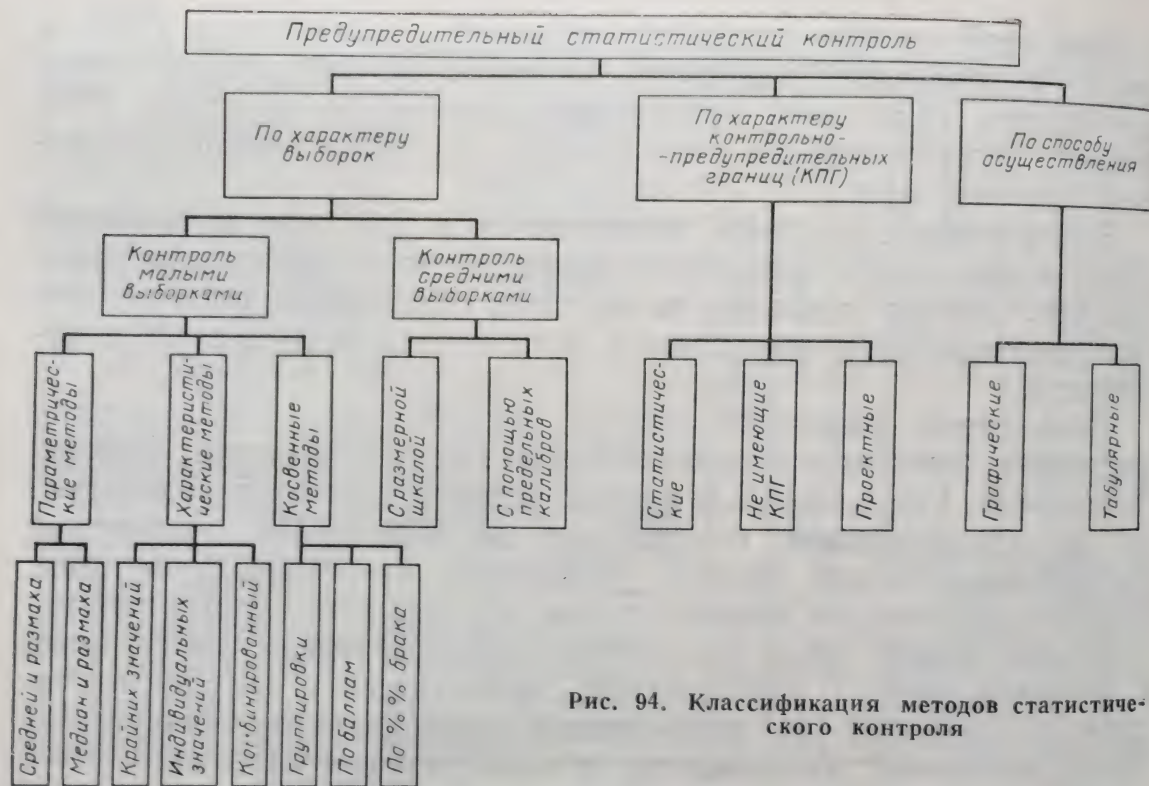 Предупредительный статистический контроль
По характеру
выборок
По характеру
контрольно-
-предупредительных
границ (КПГ)
По способу
осуществления
Контроль
малыми
выборками
Контроль
средними
выборками
Параметричес-
кие методы
Характеристи-
ческие методы
Косвенные
методы
С размерной
шкалой
С помощью
предельных
калибров
Статистичес-
кие
Не имеющие
КПГ
Проектные
Графические
Табулярные
Средней и размаха
Медиан и размаха
Крайних значений
Индивидуальных
значений
Комбинированный
Группировки
По баллам
По % % брака
Рис. 94. Классификация методов статистиче-
ского контроля